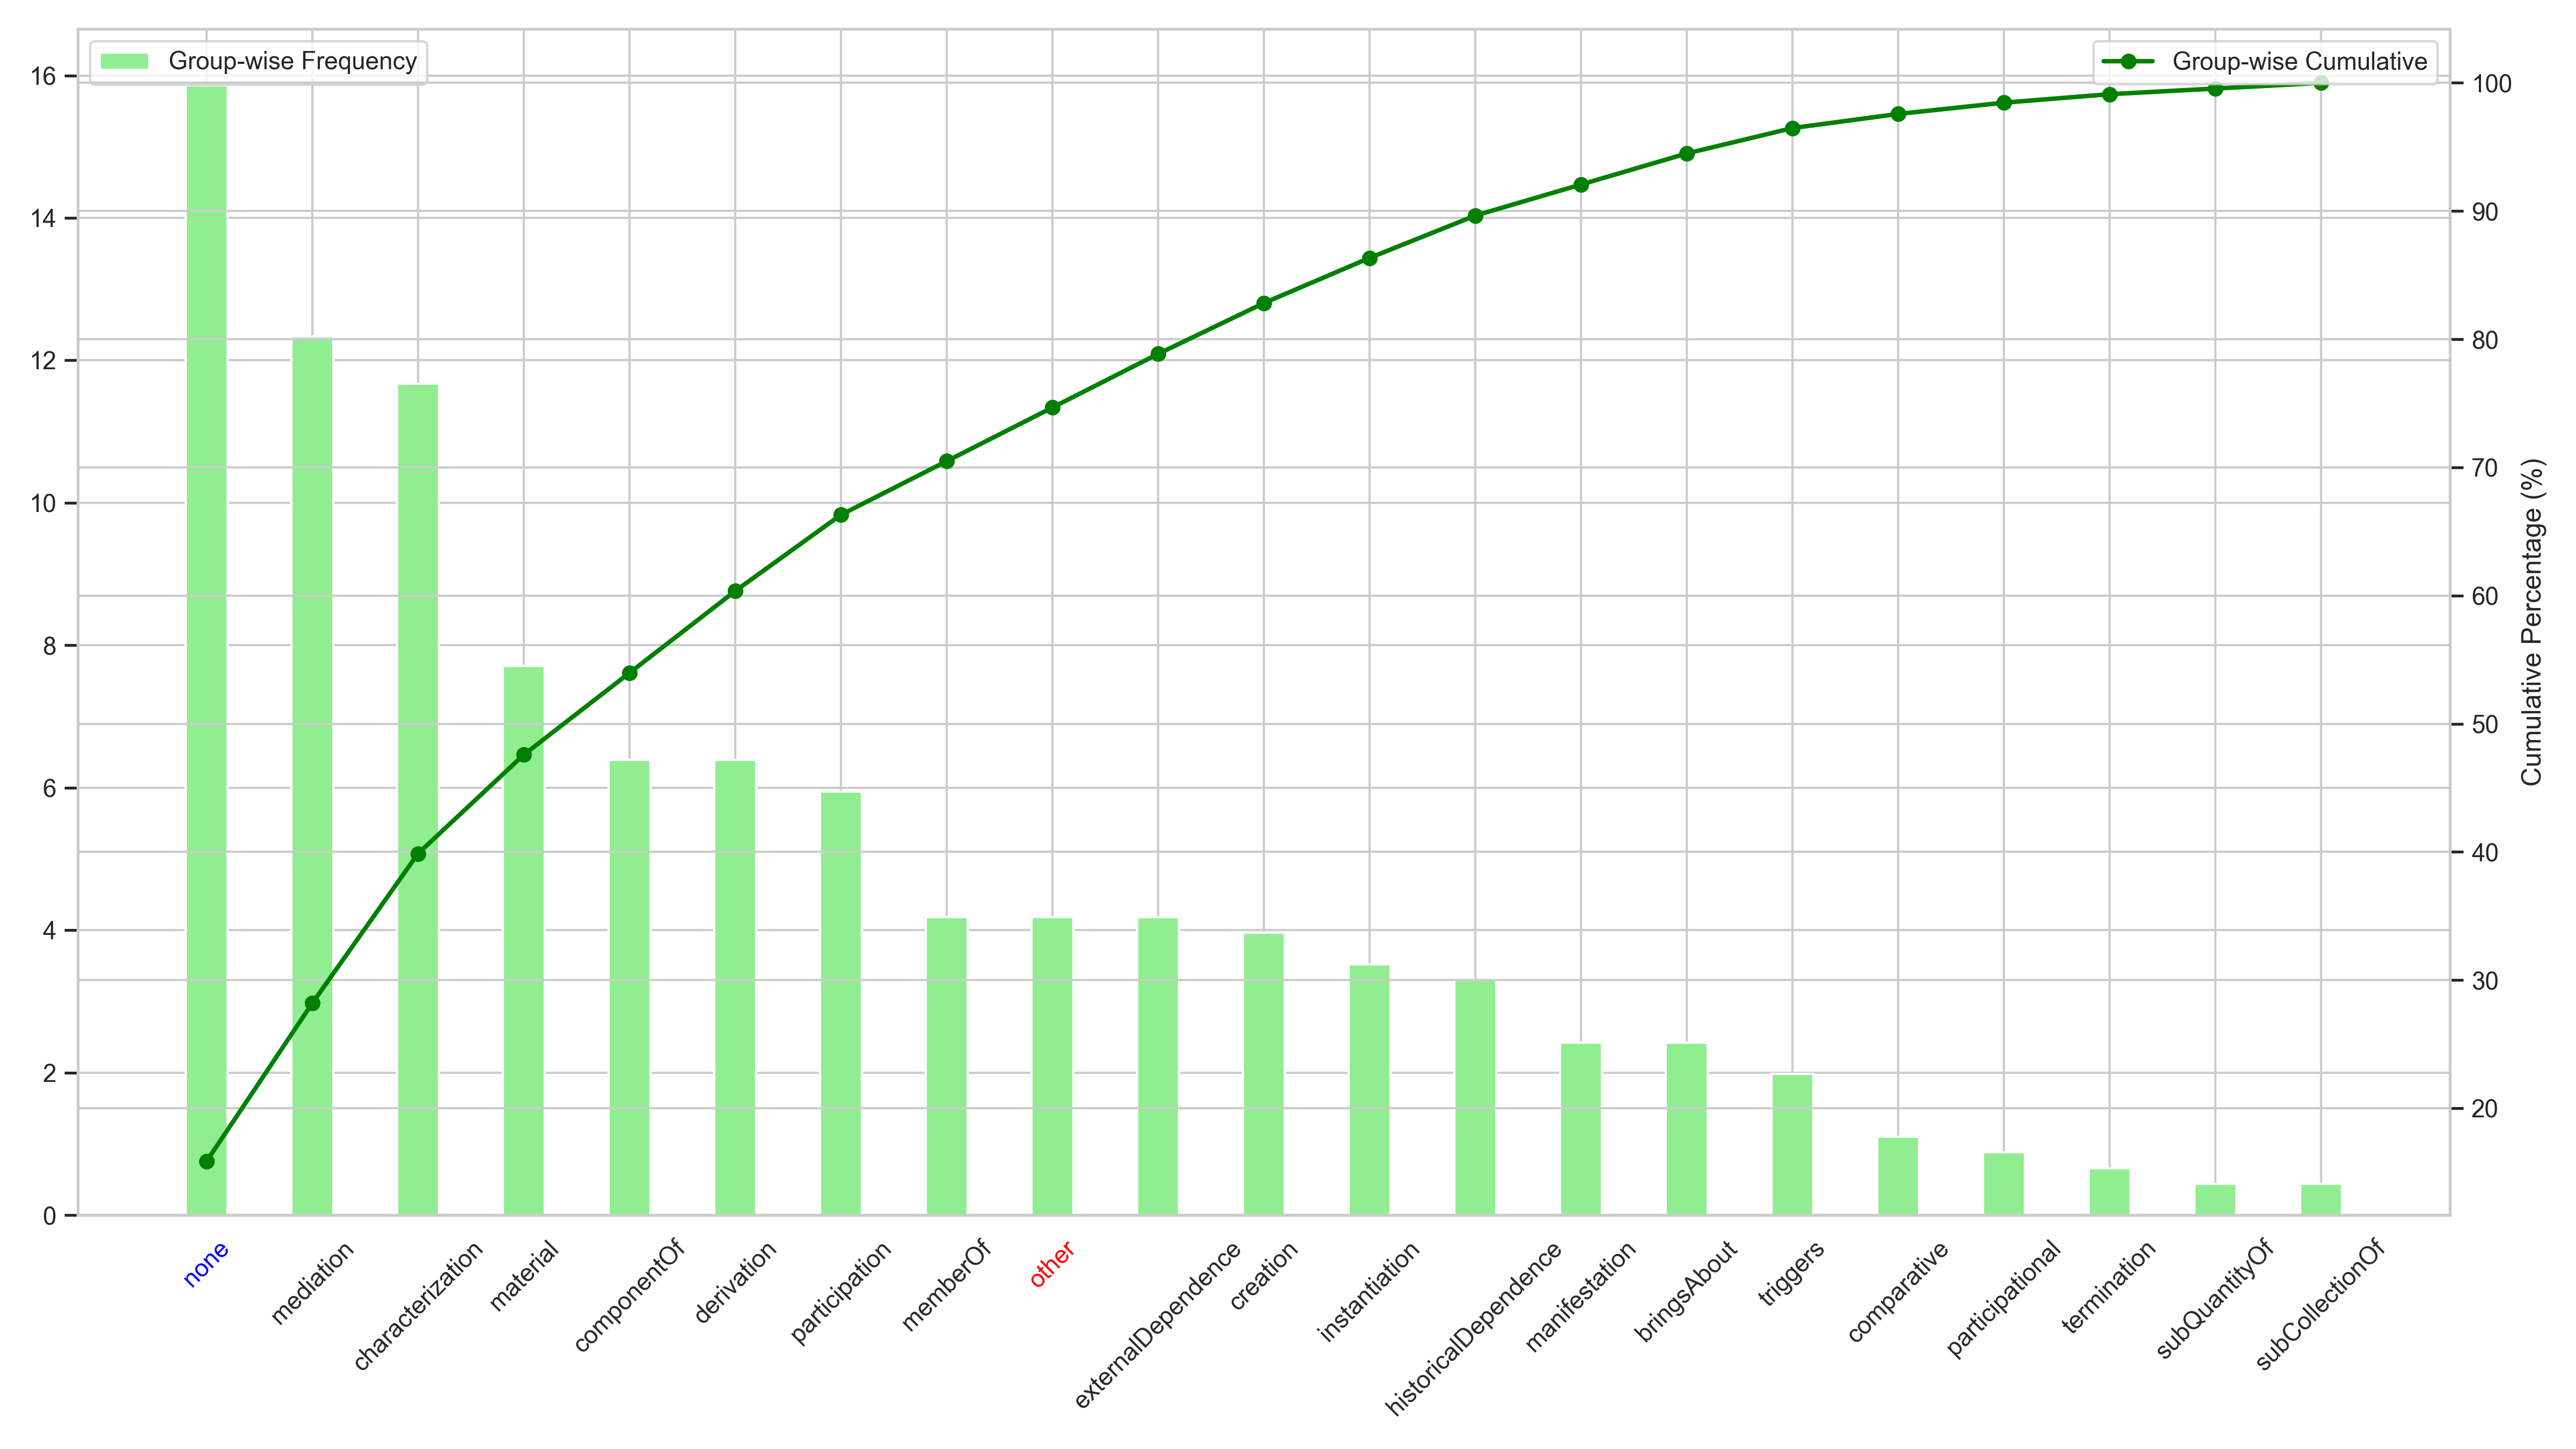 Group-wise Frequency
Group-wise Cumulative
16
14
12
10
8
6
4
2
0
100
90
80
70
60
50
40
30
20
Cumulative Percentage (%)
none
mediation
characterization
material
componentOf
derivation
participation
memberOf
other
externalDependence
creation
instantiation
historicalDependence
manifestation
bringsAbout
triggers
comparative
participational
termination
subQuantityOf
subCollectionOf